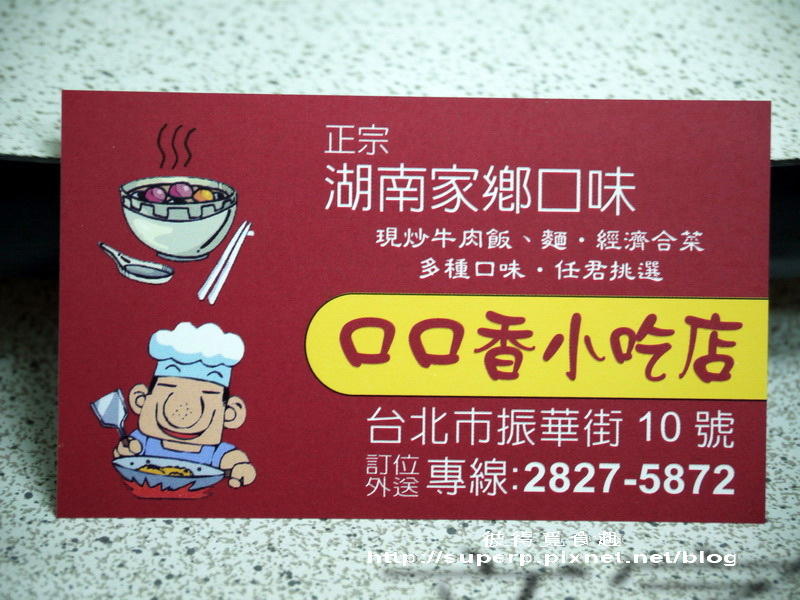 正宗
湖南家鄉口味
現炒牛肉飯、麵・經濟合菜
多種口味・任君挑選
口口香小吃店
台北市振華街 10 號
訂位
外送 專線:2827-5872
彼得覓食趣
http://superp.pixnet.net/blog